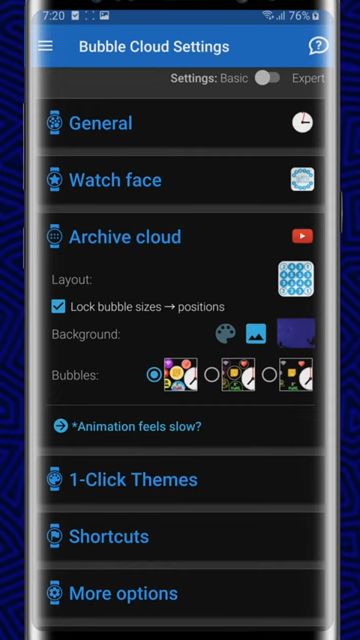 7:20
76%
Bubble Cloud Settings
Settings: Basic Expert
General
Watch face
Archive cloud
Layout:
Lock bubble sizes → positions
Background:
Bubbles:
*Animation feels slow?
1-Click Themes
Shortcuts
More options